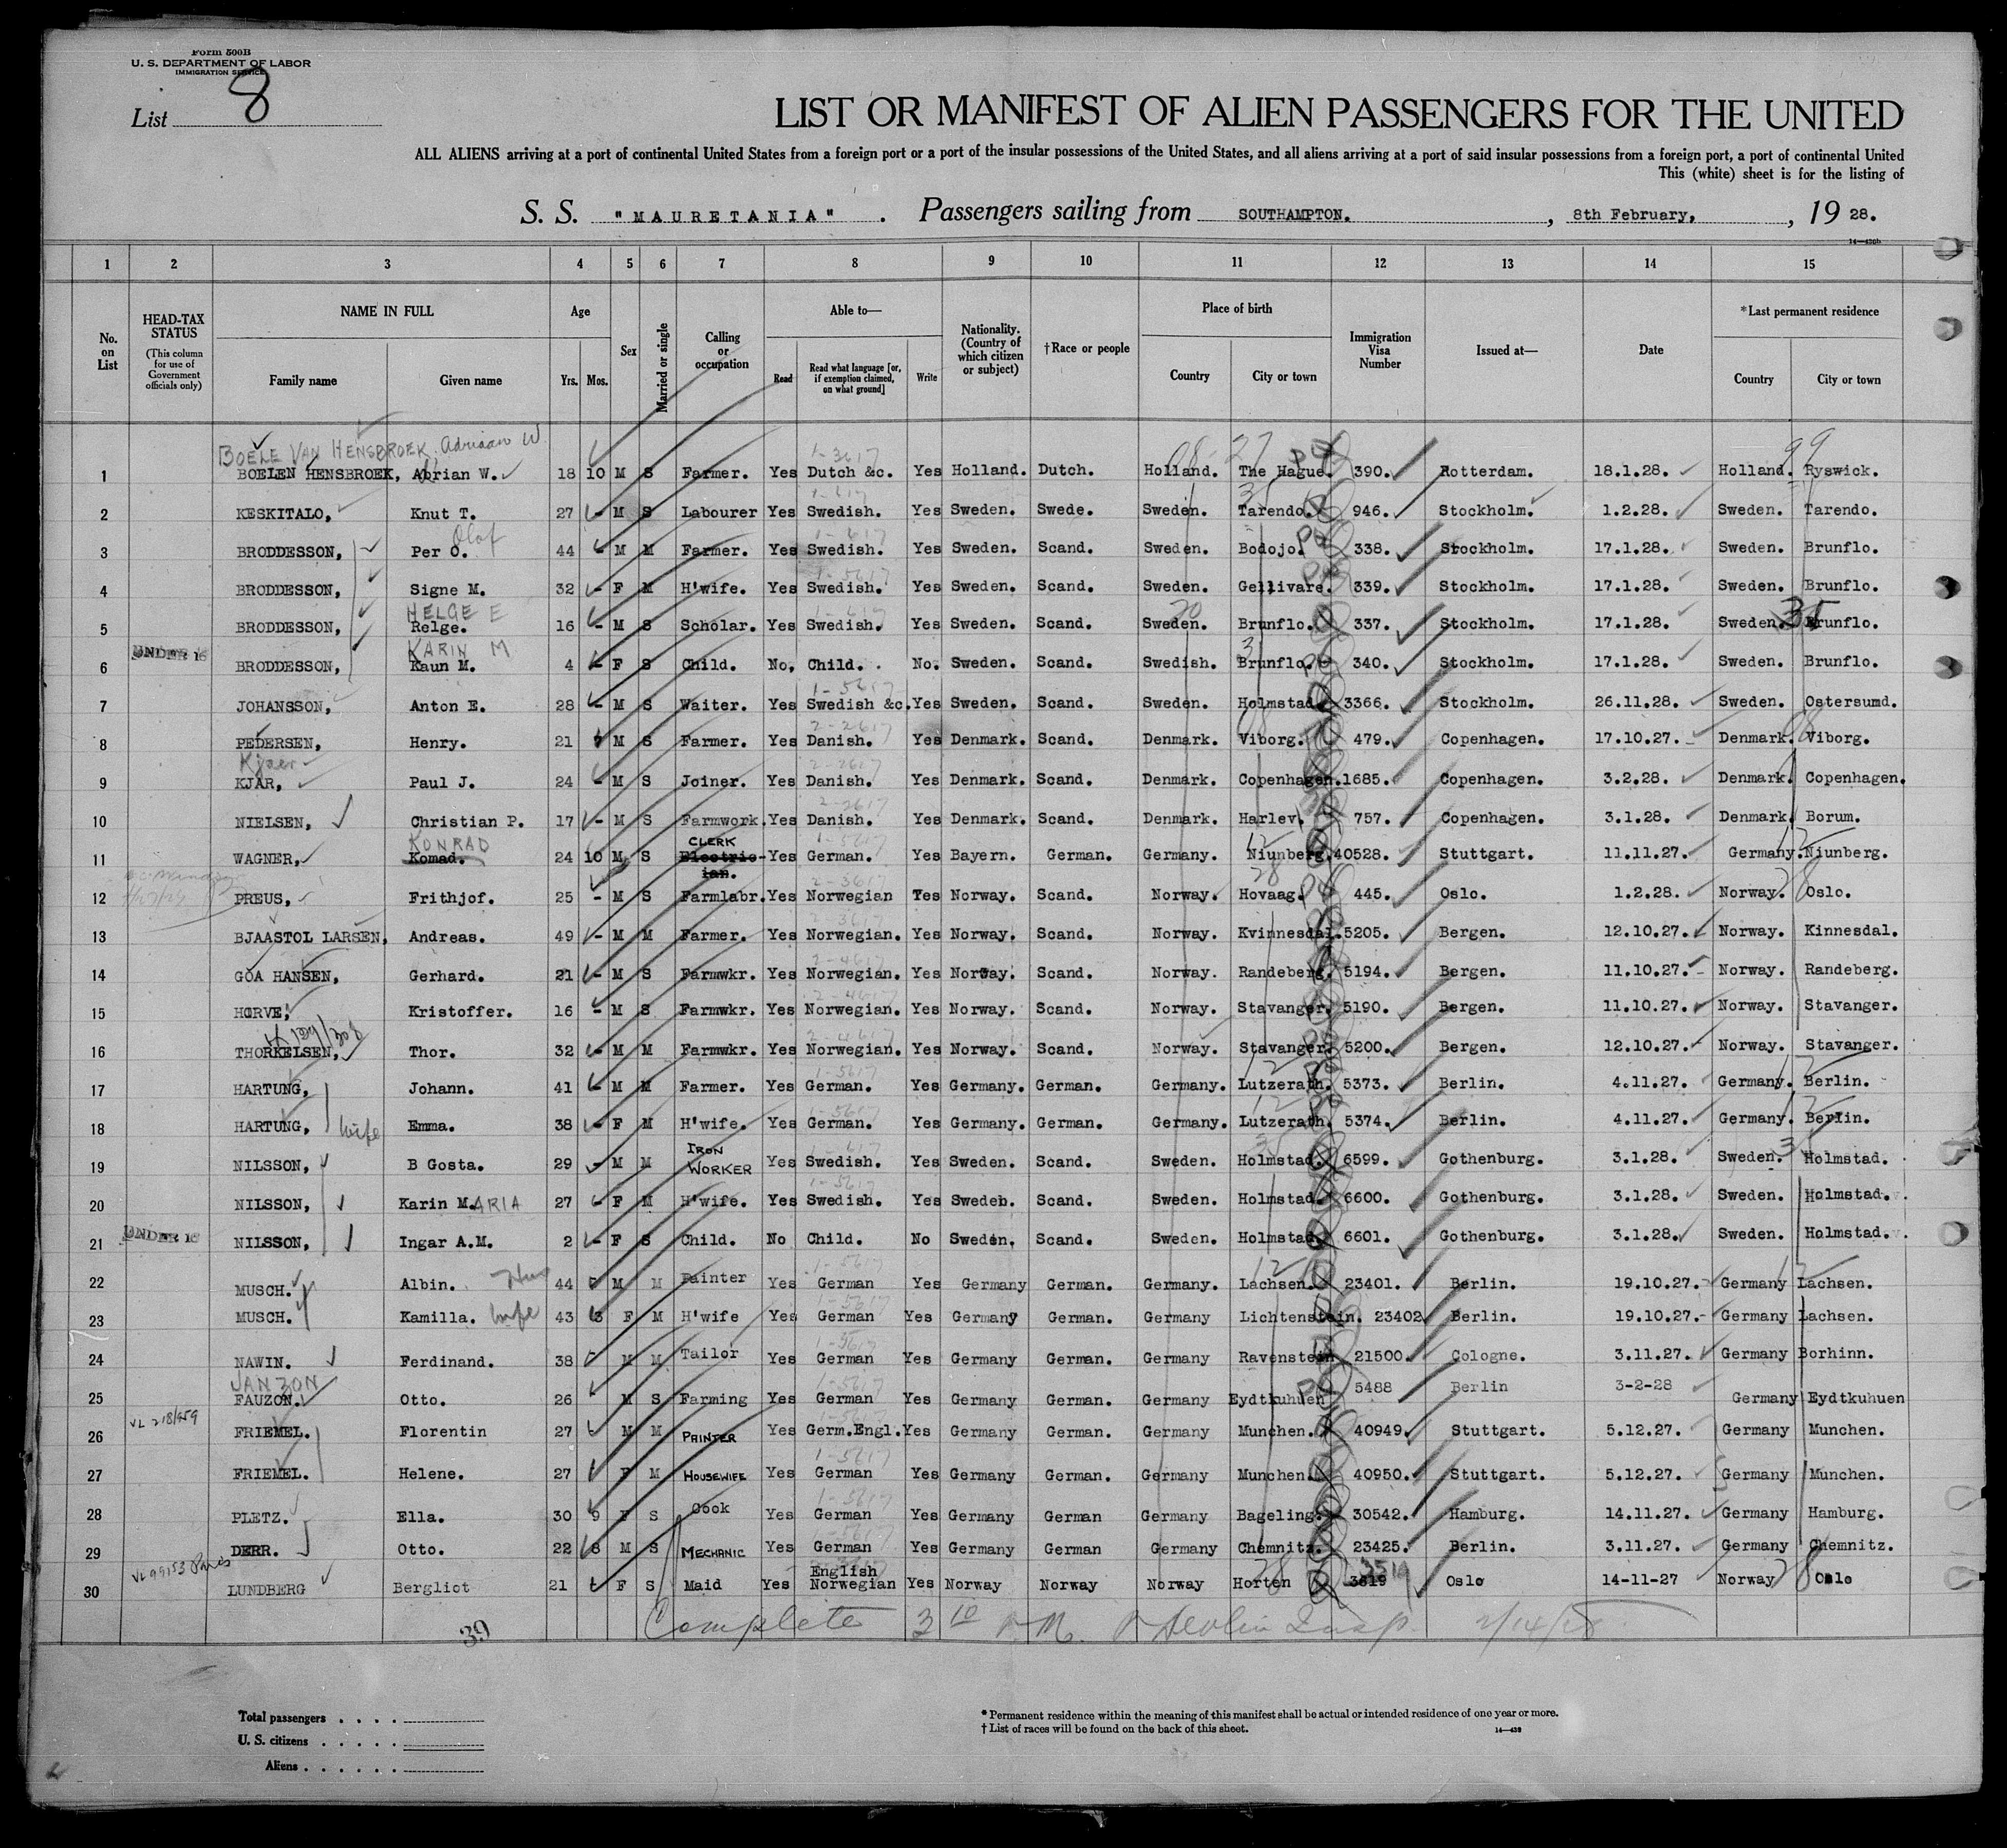 Form 500B
U. S. DEPARTMENT OF LABOR
IMMIGRATION SERVICE
List 8
LIST OR MANIFEST OF ALIEN PASSENGERS FOR THE UNITED
ALL ALIENS arriving at a port of continental United States from a foreign port or a port of the insular possessions of the United States, and all aliens arriving at a port of said insular possessions from a foreign port, a port of continental United
This (white) sheet is for the listing of
S. S. "MAURETANIA". Passengers sailing from SOUTHAMPTON., 8th February, , 19 28.
14—430b
1 2 3 4 5 6 7 8 9 10 11 12 13 14 15
No. on List
HEAD-TAX STATUS (This column for use of Government officials only)
NAME IN FULL
Family name Given name
Age
Yrs. Mos.
Sex
Married or single
Calling or occupation
Able to—
Read Read what language [or, if exemption claimed, on what ground] Write
Nationality. (Country of which citizen or subject)
†Race or people
Place of birth
Country City or town
Immigration Visa Number
Issued at—
Date
*Last permanent residence
Country City or town
BOELE VAN HENSBROEK, Adriaan W. 1-3617 99
1 BOELEN HENSBROEK, Adrian W. 18 10 M S Farmer. Yes Dutch &c. Yes Holland. Dutch. Holland. The Hague. 390. Rotterdam. 18.1.28. Holland. Ryswick.
2 KESKITALO, Knut T. 27 - M S Labourer Yes Swedish. Yes Sweden. Swede. Sweden. Tarendo. 946. Stockholm. 1.2.28. Sweden. Tarendo.
Olof
3 BRODDESSON, Per O. 44 - M M Farmer. Yes Swedish. Yes Sweden. Scand. Sweden. Bodojo. 338. Stockholm. 17.1.28. Sweden. Brunflo.
4 BRODDESSON, Signe M. 32 - F M H'wife. Yes Swedish. Yes Sweden. Scand. Sweden. Gellivare. 339. Stockholm. 17.1.28. Sweden. Brunflo.
HELGE E
5 BRODDESSON, Relge. 16 - M S Scholar. Yes Swedish. Yes Sweden. Scand. Sweden. Brunflo. 337. Stockholm. 17.1.28. Sweden. Brunflo.
UNDER 16 KARIN M
6 BRODDESSON, Kaun M. 4 - F S Child. No, Child. No. Sweden. Scand. Swedish. Brunflo. 340. Stockholm. 17.1.28. Sweden. Brunflo.
7 JOHANSSON, Anton E. 28 - M S Waiter. Yes Swedish &c. Yes Sweden. Scand. Sweden. Holmstad. 3366. Stockholm. 26.11.28. Sweden. Ostersumd.
8 PEDERSEN, Henry. 21 M S Farmer. Yes Danish. Yes Denmark. Scand. Denmark. Viborg. 479. Copenhagen. 17.10.27. Denmark. Viborg.
Kjaer
9 KJAR, Paul J. 24 - M S Joiner. Yes Danish. Yes Denmark. Scand. Denmark. Copenhagen. 1685. Copenhagen. 3.2.28. Denmark. Copenhagen.
10 NIELSEN, Christian P. 17 - M S Farmwork. Yes Danish. Yes Denmark. Scand. Denmark. Harlev. 757. Copenhagen. 3.1.28. Denmark. Borum.
KONRAD CLERK
11 WAGNER, Komad. 24 10 M S Electric-ian. Yes German. Yes Bayern. German. Germany. Niunberg. 40528. Stuttgart. 11.11.27. Germany. Niunberg.
12 PREUS, Frithjof. 25 - M S Farmlabr. Yes Norwegian Yes Norway. Scand. Norway. Hovaag. 445. Oslo. 1.2.28. Norway. Oslo.
13 BJAASTOL LARSEN, Andreas. 49 - M M Farmer. Yes Norwegian. Yes Norway. Scand. Norway. Kvinnesdal. 5205. Bergen. 12.10.27. Norway. Kinnesdal.
14 GOA HANSEN, Gerhard. 21 - M S Farmwkr. Yes Norwegian. Yes Norway. Scand. Norway. Randeberg. 5194. Bergen. 11.10.27. Norway. Randeberg.
15 HORVE, Kristoffer. 16 - M S Farmwkr. Yes Norwegian. Yes Norway. Scand. Norway. Stavanger. 5190. Bergen. 11.10.27. Norway. Stavanger.
16 THORKELSEN, Thor. 32 - M M Farmwkr. Yes Norwegian. Yes Norway. Scand. Norway. Stavanger. 5200. Bergen. 12.10.27. Norway. Stavanger.
17 HARTUNG, Johann. 41 - M M Farmer. Yes German. Yes Germany. German. Germany. Lutzerath. 5373. Berlin. 4.11.27. Germany. Berlin.
18 HARTUNG, wife Emma. 38 - F M H'wife. Yes German. Yes Germany. German. Germany. Lutzerath. 5374. Berlin. 4.11.27. Germany. Berlin.
19 NILSSON, B Gosta. 29 - M M IRON WORKER Yes Swedish. Yes Sweden. Scand. Sweden. Holmstad. 6599. Gothenburg. 3.1.28. Sweden. Holmstad.
20 NILSSON, Karin MARIA 27 - F M H'wife. Yes Swedish. Yes Sweden. Scand. Sweden. Holmstad. 6600. Gothenburg. 3.1.28. Sweden. Holmstad.
UNDER 16
21 NILSSON, Ingar A.M. 2 - F S Child. No Child. No Sweden. Scand. Sweden. Holmstad. 6601. Gothenburg. 3.1.28. Sweden. Holmstad.
22 MUSCH. Albin. Hus 44 M M Painter Yes German Yes Germany German. Germany. Lachsen. 23401. Berlin. 19.10.27. Germany Lachsen.
23 MUSCH. Kamilla. Wife 43 3 F M H'wife Yes German Yes Germany German. Germany Lichtenstein. 23402 Berlin. 19.10.27. Germany Lachsen.
24 NAWIN. Ferdinand. 38 M M Tailor Yes German Yes Germany German. Germany Ravenstein 21500. Cologne. 3.11.27. Germany Borhinn.
JANZON
25 FAUZON. Otto. 26 M S Farming Yes German Yes Germany German. Germany Eydtkuhuen 5488 Berlin 3-2-28 Germany Eydtkuhuen
VL 218/959
26 FRIEMEL. Florentin 27 M M PRINTER Yes Germ.Engl. Yes Germany German. Germany Munchen. 40949. Stuttgart. 5.12.27. Germany Munchen.
27 FRIEMEL. Helene. 27 F M HOUSEWIFE Yes German Yes Germany German. Germany Munchen. 40950. Stuttgart. 5.12.27. Germany Munchen.
28 PLETZ. Ella. 30 9 F S Cook Yes German Yes Germany German Germany Bageling. 30542. Hamburg. 14.11.27. Germany Hamburg.
29 DERR. Otto. 22 8 M S MECHANIC Yes German Yes Germany German Germany Chemnitz. 23425. Berlin. 3.11.27. Germany Chemnitz.
English 3519
30 LUNDBERG Bergliot 21 F S Maid Yes Norwegian Yes Norway Norway Norway Horten 3619 Oslo 14-11-27 Norway Oslo
39 Complete 3 10 P.M. Devlin Insp. 2/14/28
Total passengers . . . .
U. S. citizens . . . . .
Aliens . . . . . .
* Permanent residence within the meaning of this manifest shall be actual or intended residence of one year or more.
† List of races will be found on the back of this sheet.
14—430